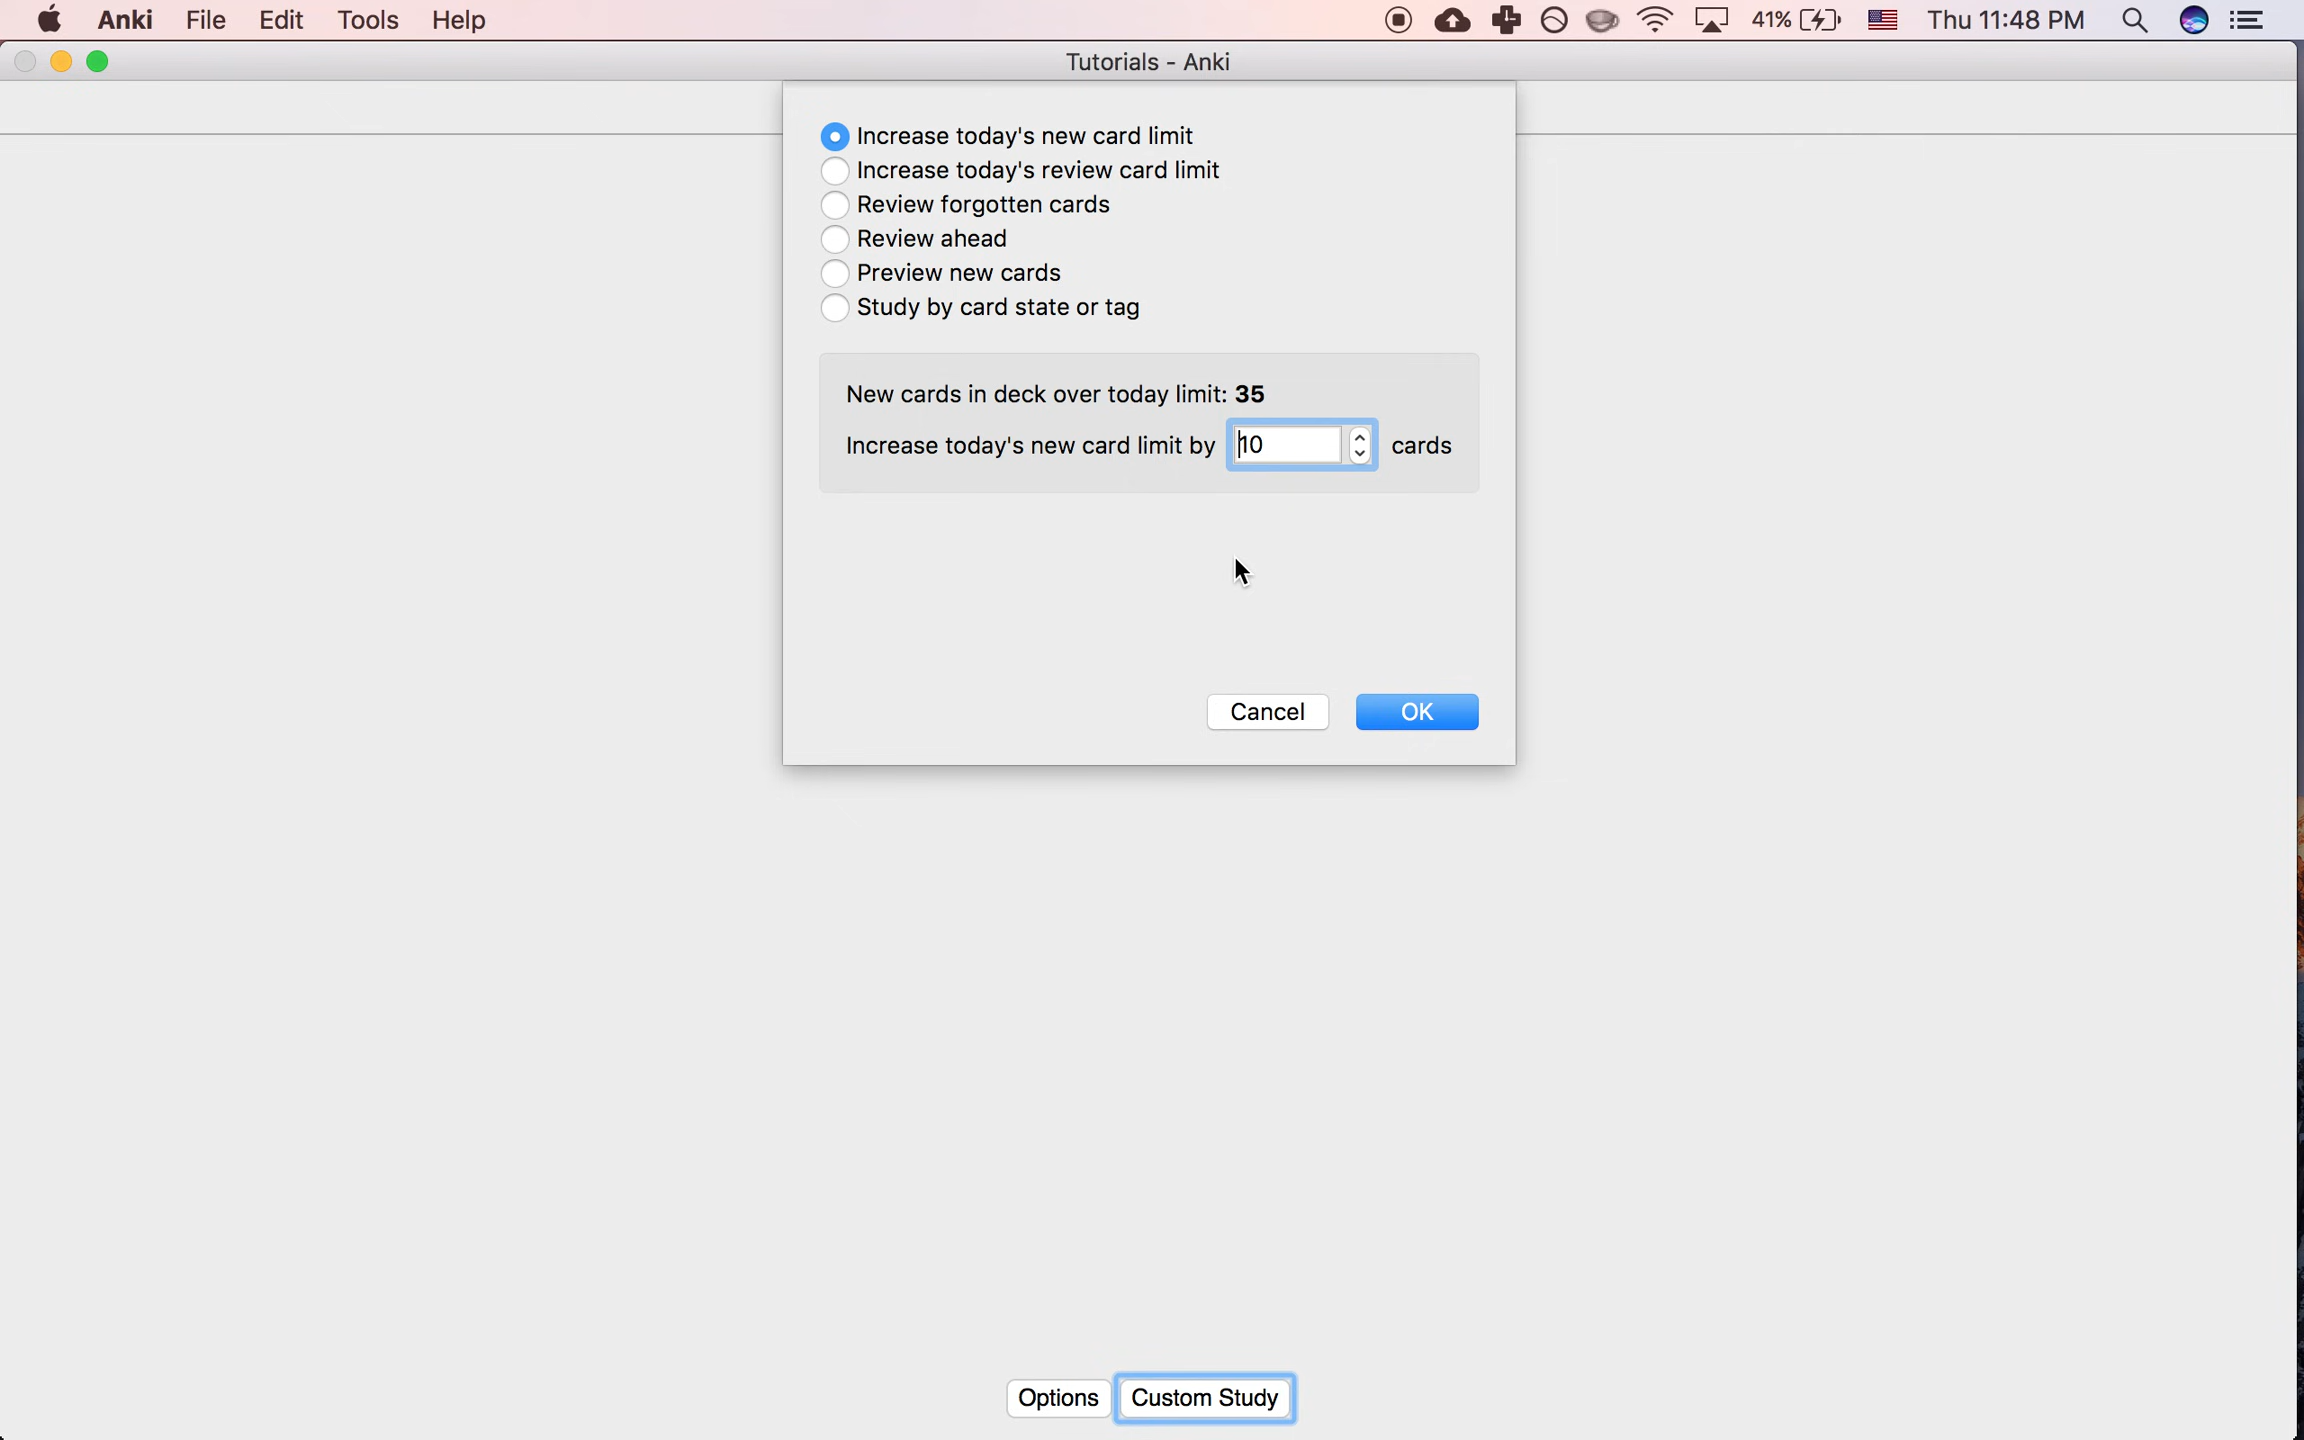 Anki File Edit Tools Help 41% Thu 11:48 PM
Tutorials - Anki
Increase today's new card limit
Increase today's review card limit
Review forgotten cards
Review ahead
Preview new cards
Study by card state or tag
New cards in deck over today limit: 35
Increase today's new card limit by 10 cards
Cancel OK
Options Custom Study